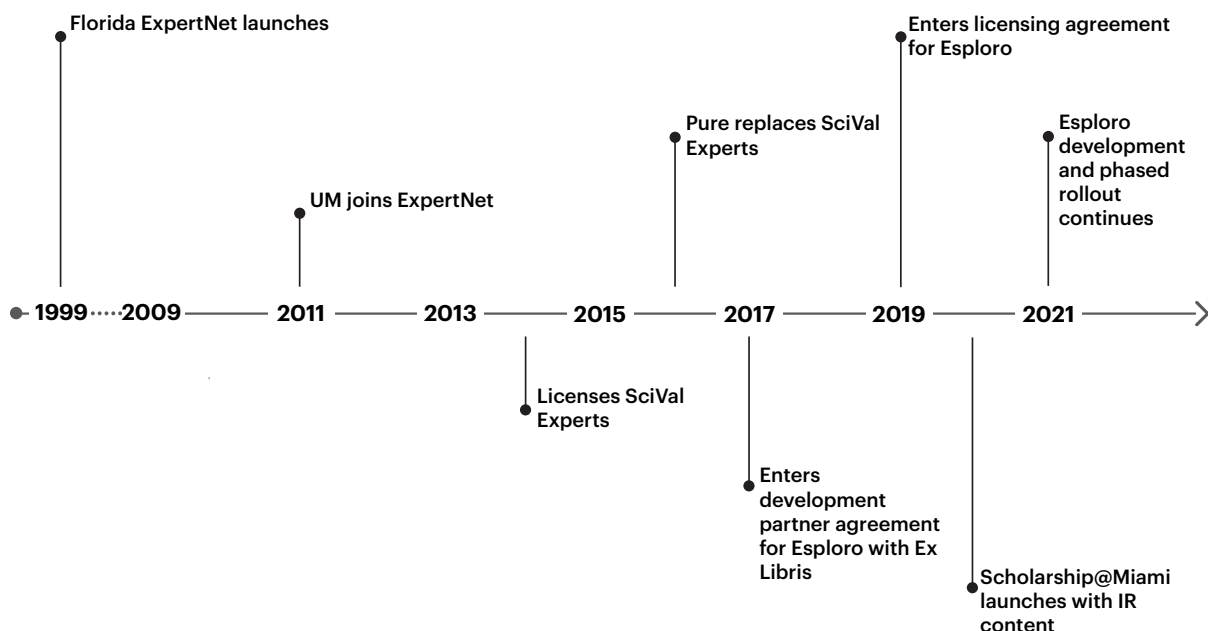 Florida ExpertNet launches
Enters licensing agreement
for Esploro
Pure replaces SciVal
Experts
Esploro
development
and phased
rollout
continues
UM joins ExpertNet
1999 2009 2011 2013 2015 2017 2019 2021
Licenses SciVal
Experts
Enters
development
partner agreement
for Esploro with Ex
Libris
Scholarship@Miami
launches with IR
content